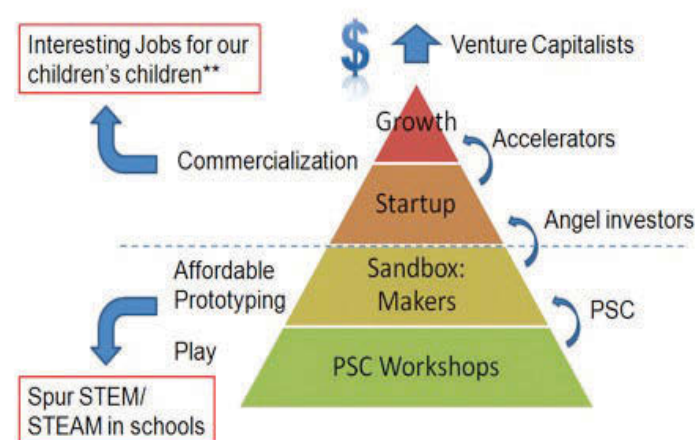 Interesting Jobs for our
children's children**
$
Venture Capitalists
Growth
Accelerators
Commercialization
Startup
Angel investors
Affordable
Prototyping
Sandbox:
Makers
PSC
Play
PSC Workshops
Spur STEM/
STEAM in schools